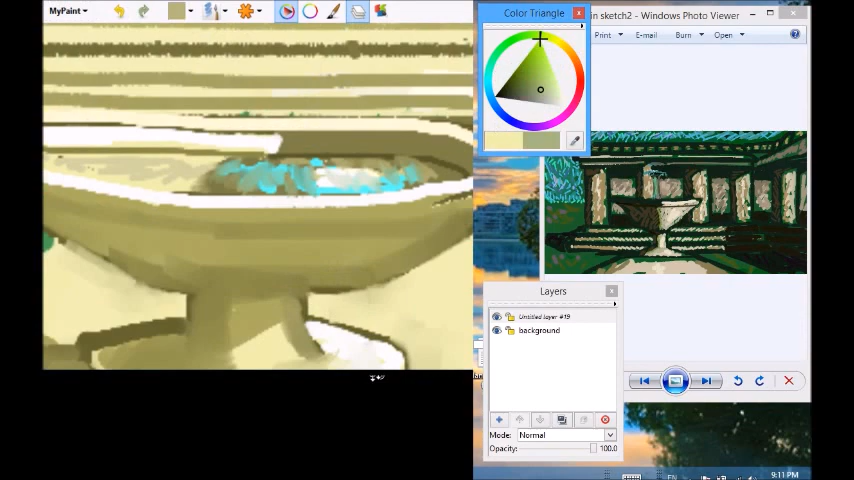 MyPaint
Color Triangle
in sketch2 - Windows Photo Viewer
Print
E-mail
Burn
Open
Layers
Untitled layer #19
background
Mode:
Normal
Opacity:
100.0
EN
9:11 PM